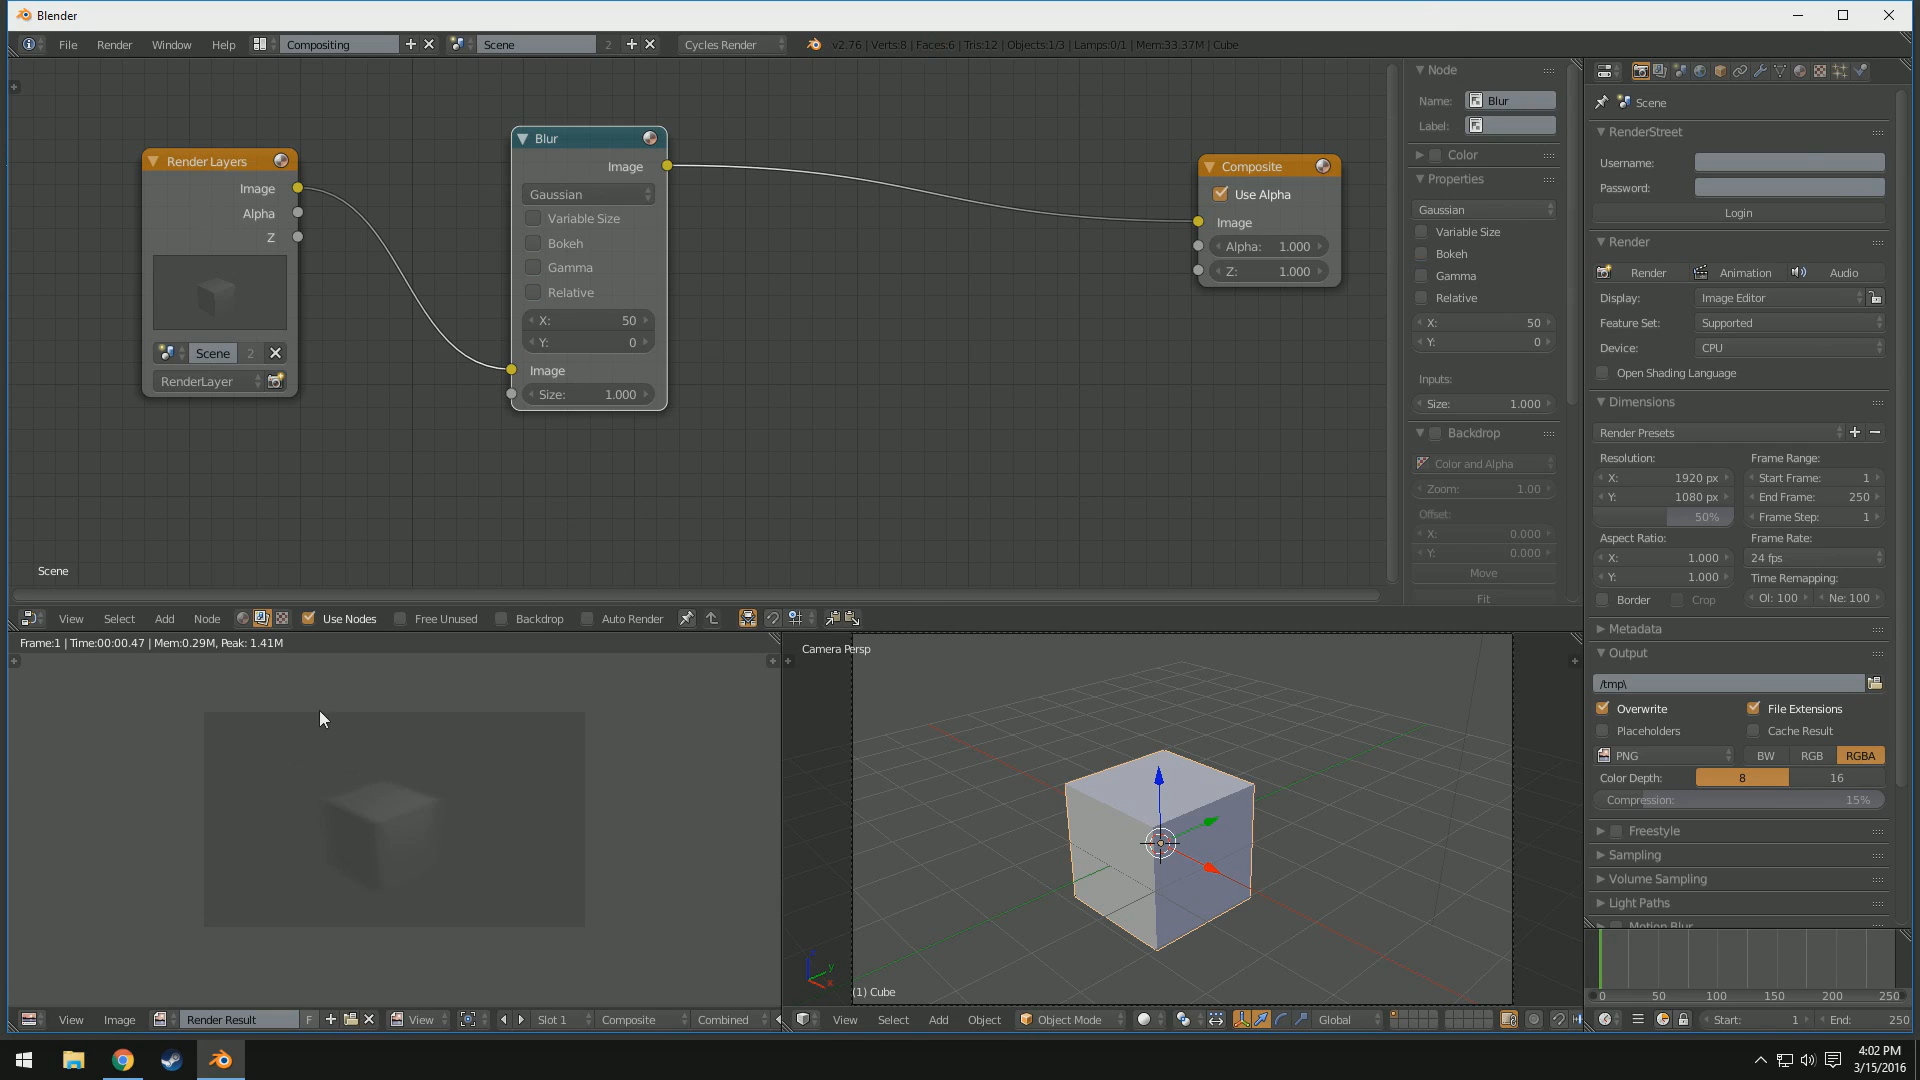 Blender
File Render Window Help Compositing Scene 2 Cycles Render v2.76 | Verts:8 | Faces:6 | Tris:12 | Objects:1/3 | Lamps:0/1 | Mem:33.37M | Cube
Render Layers
Image
Alpha
Z
Scene 2
RenderLayer
Blur
Image
Gaussian
Variable Size
Bokeh
Gamma
Relative
X: 50
Y: 0
Image
Size: 1.000
Composite
Use Alpha
Image
Alpha: 1.000
Z: 1.000
Scene
Node
Name: Blur
Label:
Color
Properties
Gaussian
Variable Size
Bokeh
Gamma
Relative
X: 50
Y: 0
Inputs:
Size: 1.000
Backdrop
Color and Alpha
Zoom: 1.00
Offset:
X: 0.000
Y: 0.000
Move
Fit
View Select Add Node Use Nodes Free Unused Backdrop Auto Render
Scene
RenderStreet
Username:
Password:
Login
Render
Render Animation Audio
Display: Image Editor
Feature Set: Supported
Device: CPU
Open Shading Language
Dimensions
Render Presets
Resolution: Frame Range:
X: 1920 px Start Frame: 1
Y: 1080 px End Frame: 250
50% Frame Step: 1
Aspect Ratio: Frame Rate:
X: 1.000 24 fps
Y: 1.000 Time Remapping:
Border Crop Ol: 100 Ne: 100
Metadata
Output
/tmp\
Overwrite File Extensions
Placeholders Cache Result
PNG BW RGB RGBA
Color Depth: 8 16
Compression: 15%
Freestyle
Sampling
Volume Sampling
Light Paths
Motion Blur
Frame:1 | Time:00:00.47 | Mem:0.29M, Peak: 1.41M
View Image Render Result F View Slot 1 Composite Combined
Camera Persp
z
y
x
(1) Cube
View Select Add Object Object Mode Global
0 50 100 150 200 250
Start: 1 End: 250
4:02 PM
3/15/2016